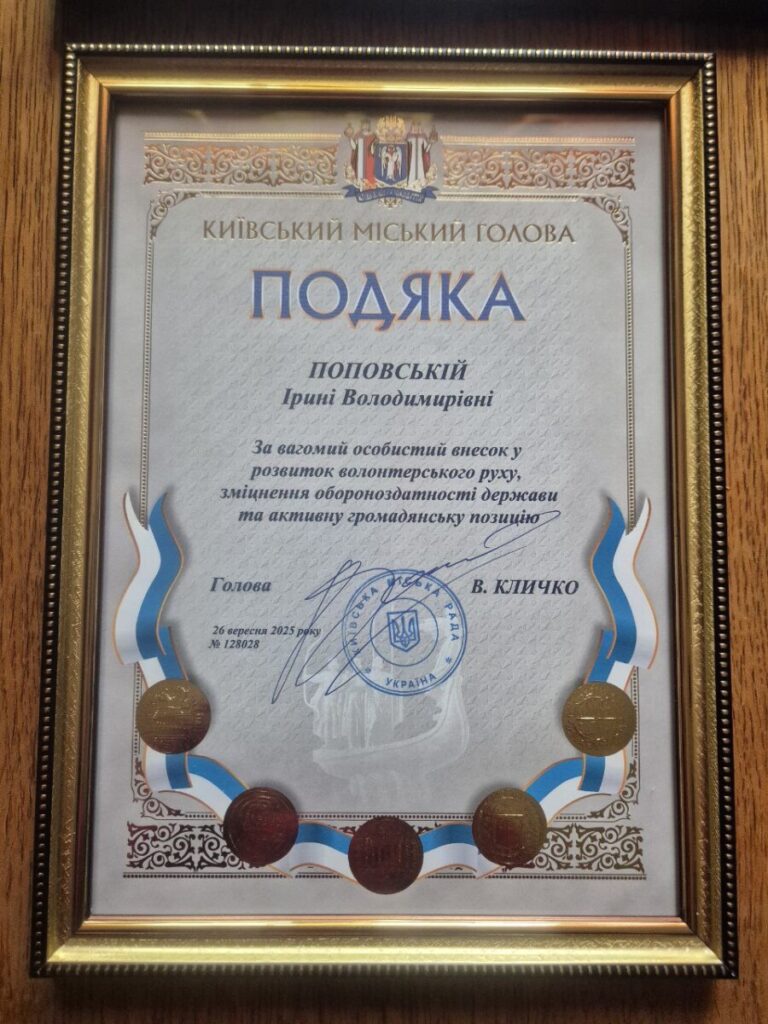 КИЇВСЬКИЙ МІСЬКИЙ ГОЛОВА
ПОДЯКА
ПОПОВСЬКІЙ
Ірині Володимирівні
За вагомий особистий внесок у
розвиток волонтерського руху,
зміцнення обороноздатності держави
та активну громадянську позицію
Голова
В. КЛИЧКО
26 вересня 2025 року
№ 128028
КИЇВСЬКА МІСЬКА РАДА
* УКРАЇНА *